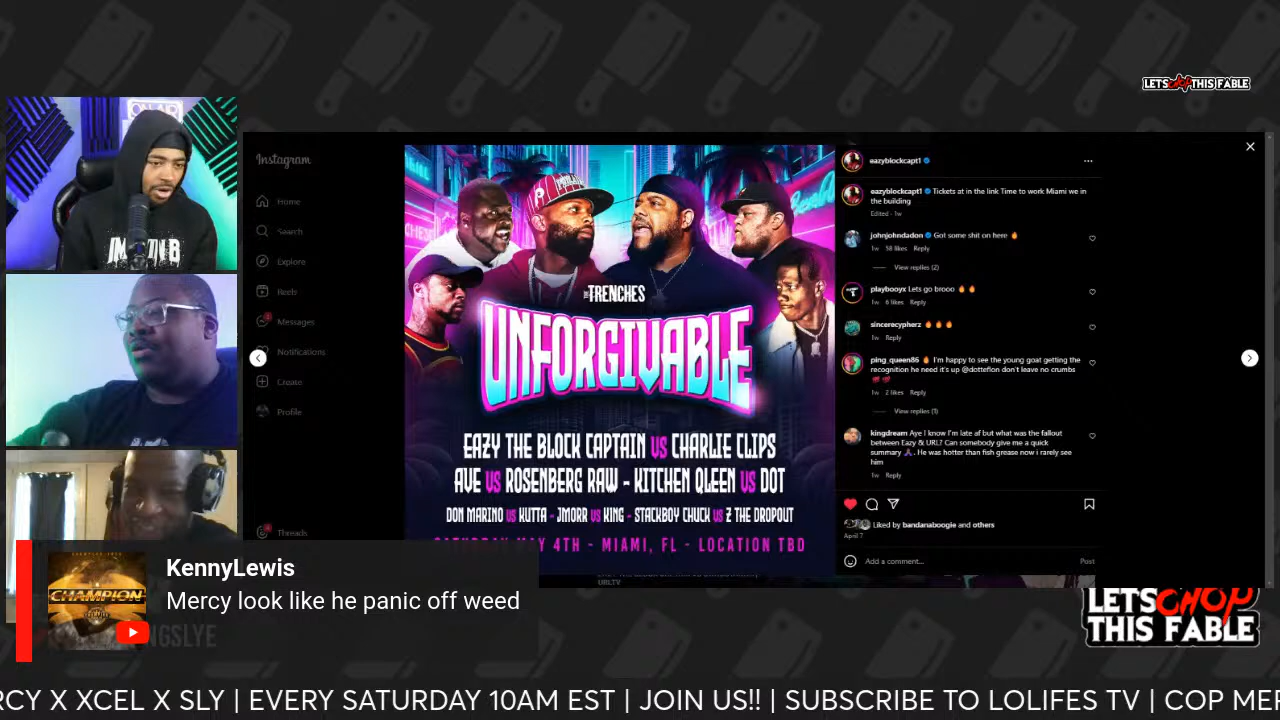 LETS CHOP THIS FABLE
ON AIR
Instagram
Home
Search
Explore
Reels
Messages
Notifications
Create
Profile
Threads
THE TRENCHES
UNFORGIVABLE
EAZY THE BLOCK CAPTAIN VS CHARLIE CLIPS
AVE VS ROSENBERG RAW - KITCHEN QLEEN VS DOT
DON MARINO VS KUTTA - JMORR VS KING - STACKBOY CHUCK VS Z THE DROPOUT
SATURDAY MAY 4TH - MIAMI, FL - LOCATION TBD
eazyblockcapt1
eazyblockcapt1 Tickets at in the link Time to work Miami we in
the building
Edited · 1w
johnjohndadon Got some shit on here 🔥
1w 58 likes Reply
View replies (2)
playbooyx Lets go brooo 🔥 🔥
1w 6 likes Reply
sincerecypherz 🔥 🔥 🔥
1w Reply
ping_queen86 🔥 I'm happy to see the young goat getting the
recognition he need it's up @dotteflon don't leave no crumbs
1w 2 likes Reply
View replies (1)
kingdream Aye I know I'm late af but what was the fallout
between Eazy & URL? Can somebody give me a quick
summary 🙏🏿. He was hotter than fish grease now i rarely see
him
1w Reply
Liked by bandanaboogie and others
April 7
Add a comment...
Post
CHAMPION
KennyLewis
Mercy look like he panic off weed
NGSLYE
LETS CHOP
THIS FABLE
RCY X XCEL X SLY | EVERY SATURDAY 10AM EST | JOIN US!! | SUBSCRIBE TO LOLIFES TV | COP MER